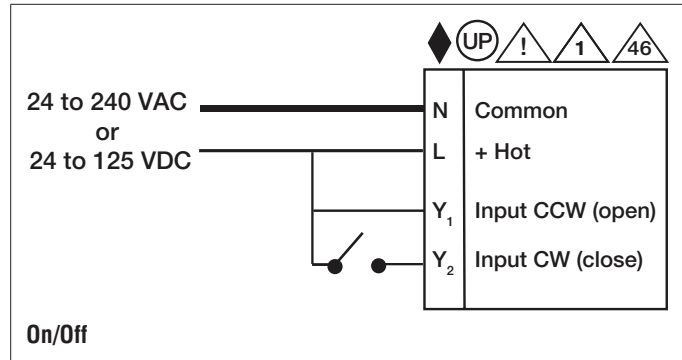 UP ! 1 46
24 to 240 VAC
or
24 to 125 VDC
N Common
L + Hot
Y₁ Input CCW (open)
Y₂ Input CW (close)
On/Off